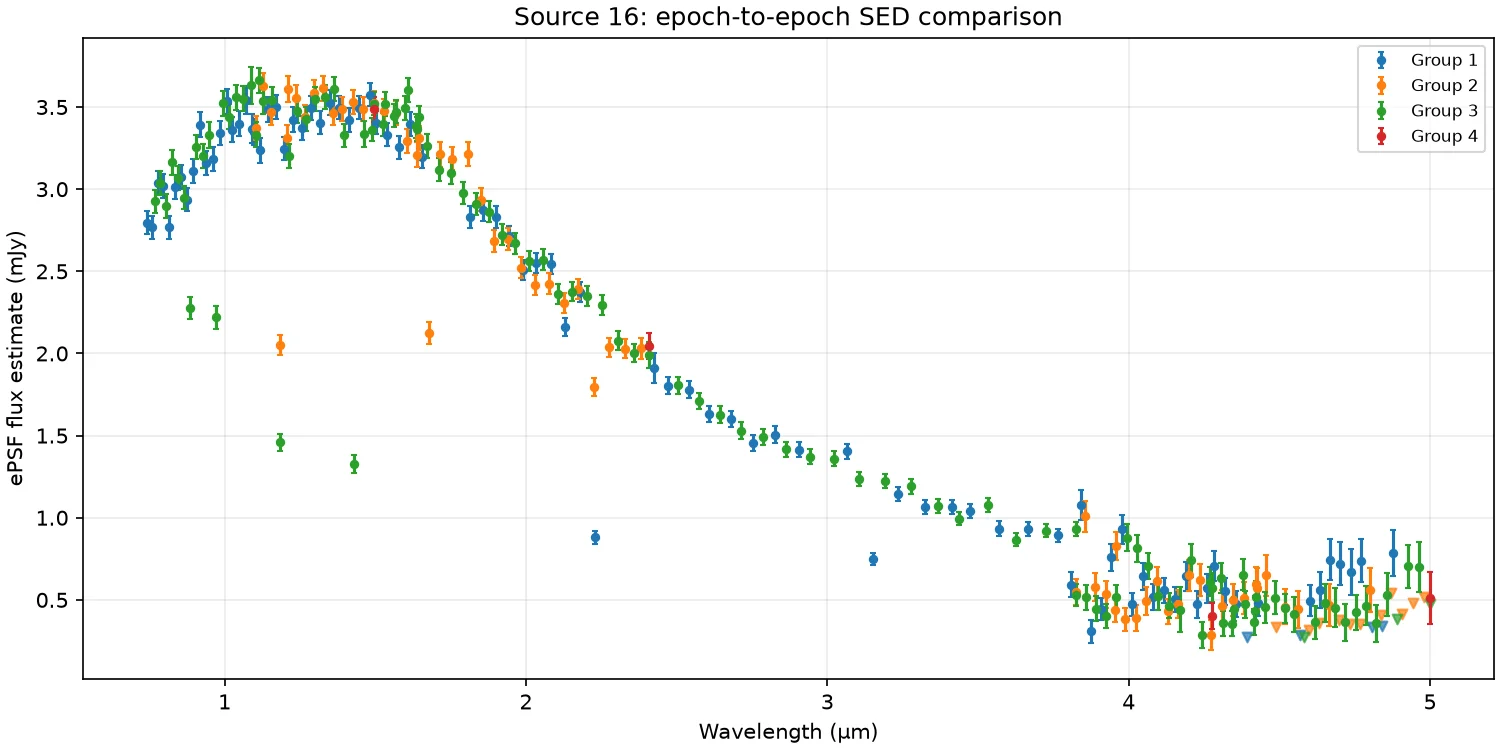 Source 16: epoch-to-epoch SED comparison
ePSF flux estimate (mJy)
3.5
3.0
2.5
2.0
1.5
1.0
0.5
Group 1
Group 2
Group 3
Group 4
1 2 3 4 5
Wavelength (μm)